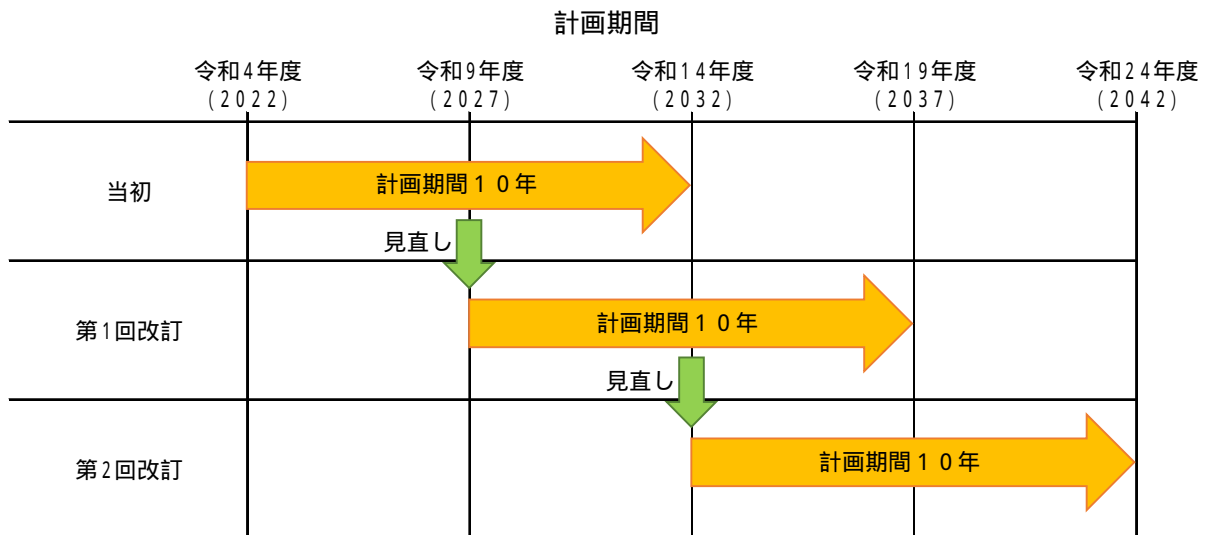 計画期間
令和4年度
(2022)
令和9年度
(2027)
令和14年度
(2032)
令和19年度
(2037)
令和24年度
(2042)
当初
計画期間１０年
見直し
第1回改訂
計画期間１０年
見直し
第2回改訂
計画期間１０年